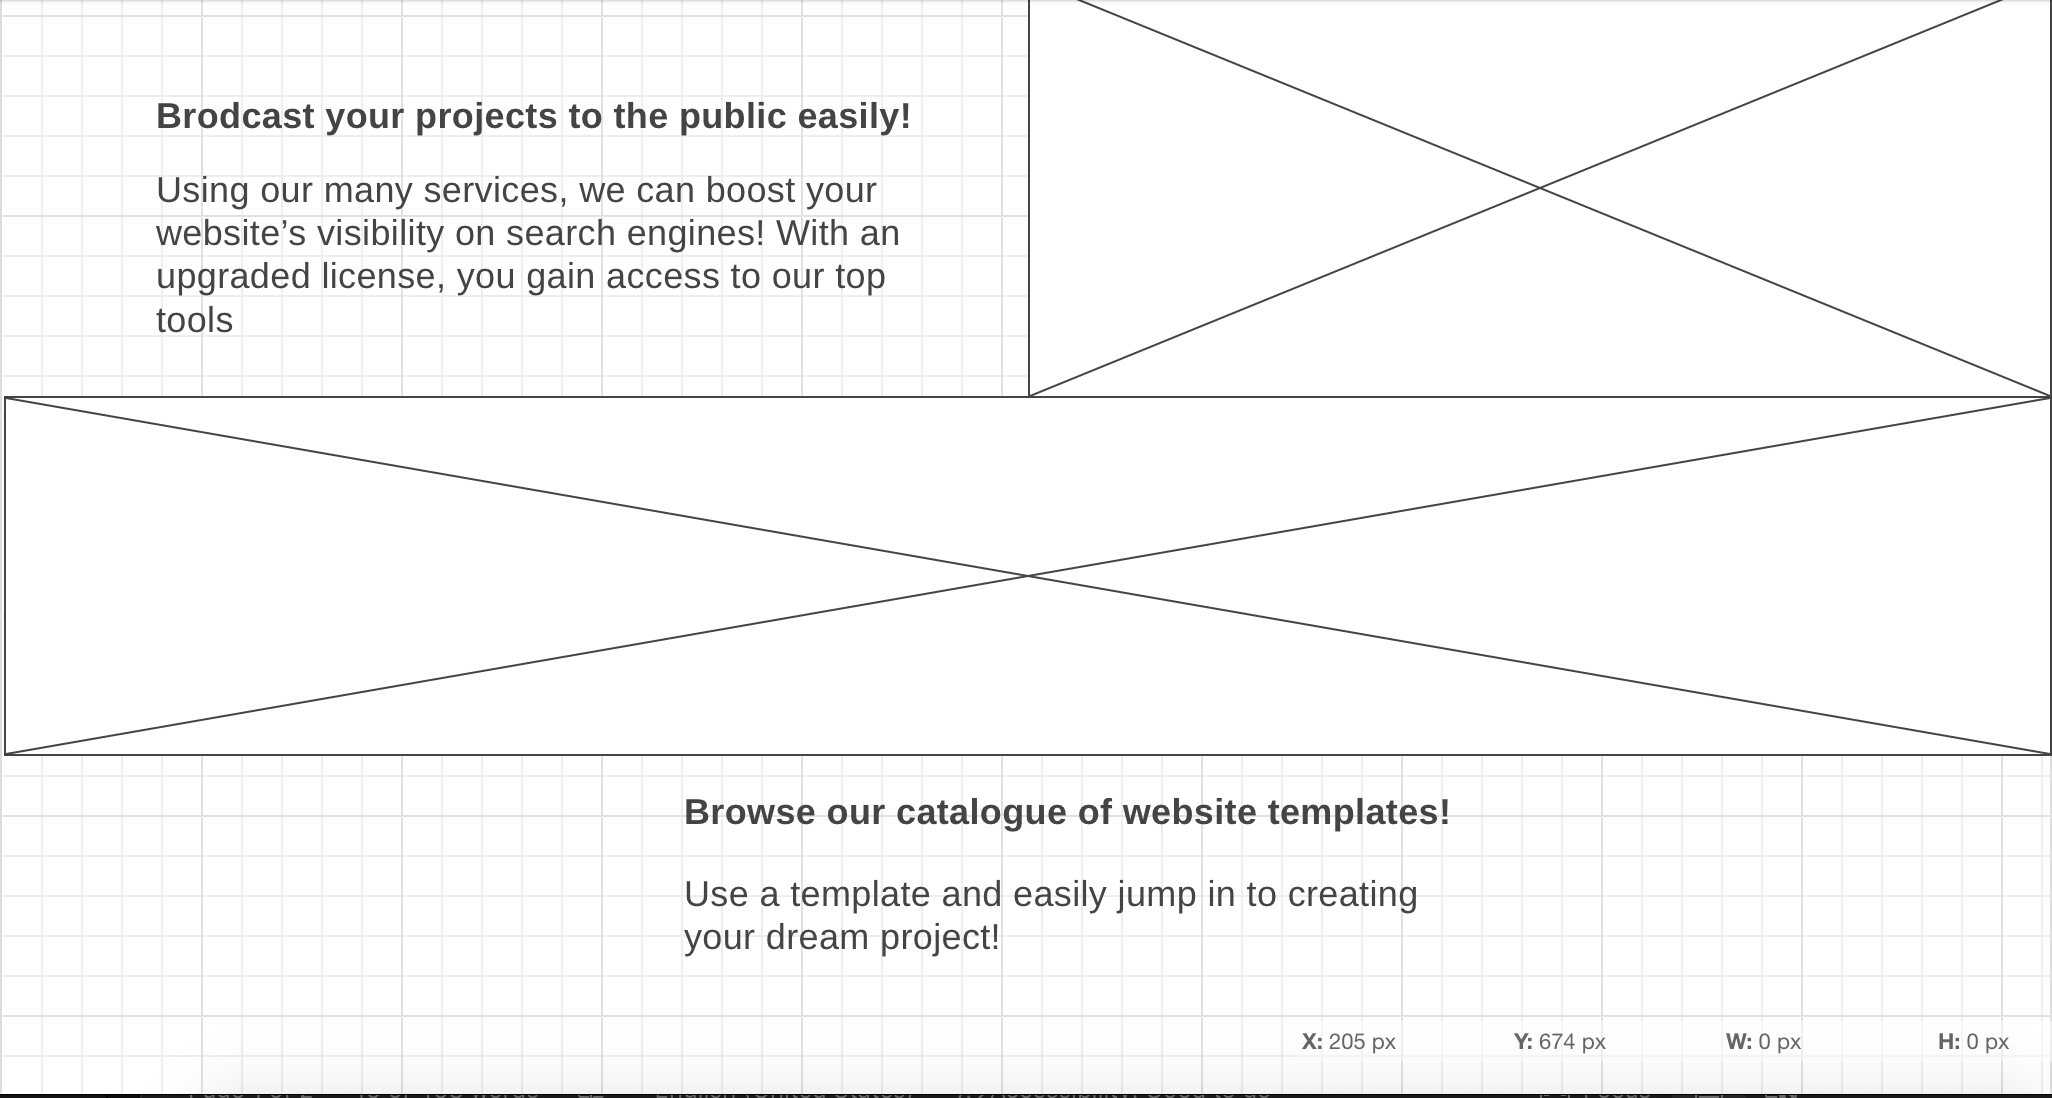 Brodcast your projects to the public easily!
Using our many services, we can boost your
website’s visibility on search engines! With an
upgraded license, you gain access to our top
tools
Browse our catalogue of website templates!
Use a template and easily jump in to creating
your dream project!
X: 205 px Y: 674 px W: 0 px H: 0 px